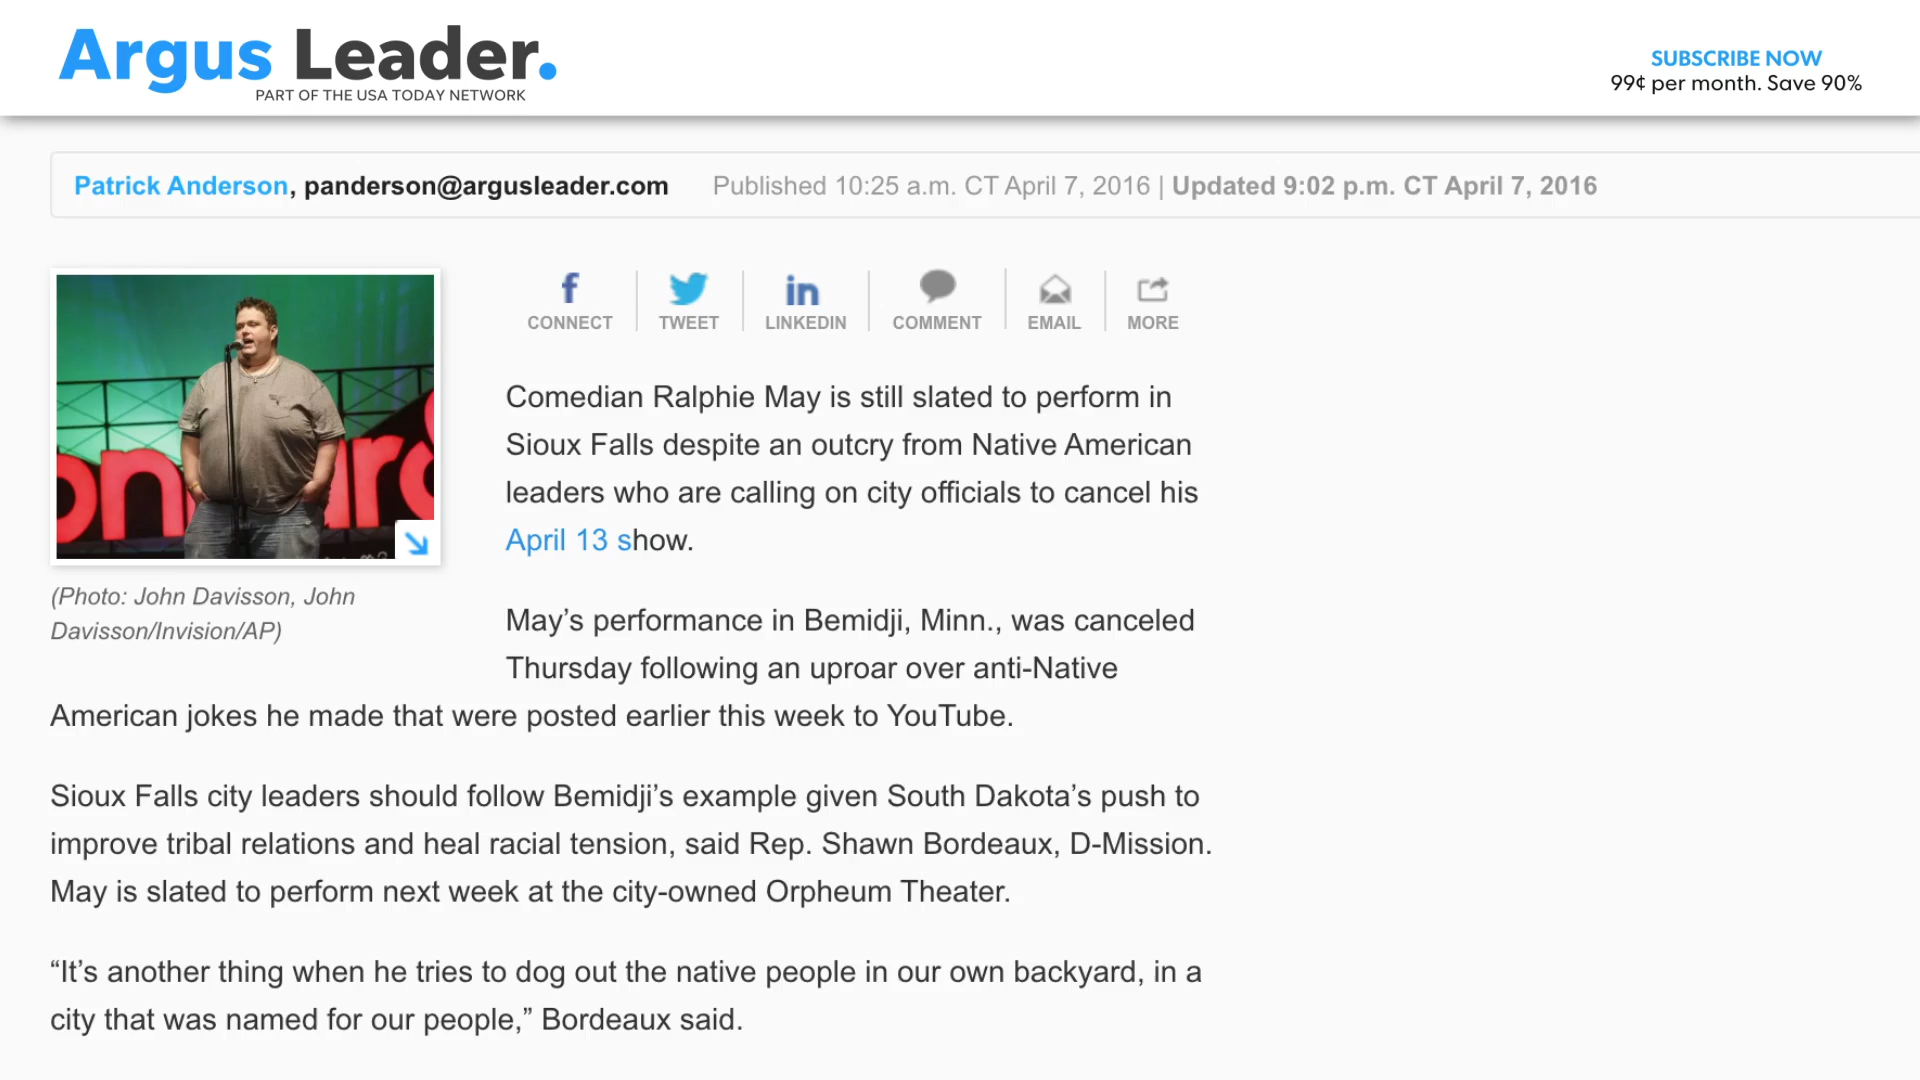 Argus Leader.
PART OF THE USA TODAY NETWORK
SUBSCRIBE NOW
99¢ per month. Save 90%
Patrick Anderson, panderson@argusleader.com Published 10:25 a.m. CT April 7, 2016 | Updated 9:02 p.m. CT April 7, 2016
CONNECT TWEET LINKEDIN COMMENT EMAIL MORE
(Photo: John Davisson, John
Davisson/Invision/AP)
Comedian Ralphie May is still slated to perform in
Sioux Falls despite an outcry from Native American
leaders who are calling on city officials to cancel his
April 13 show.
May’s performance in Bemidji, Minn., was canceled
Thursday following an uproar over anti-Native
American jokes he made that were posted earlier this week to YouTube.
Sioux Falls city leaders should follow Bemidji’s example given South Dakota’s push to
improve tribal relations and heal racial tension, said Rep. Shawn Bordeaux, D-Mission.
May is slated to perform next week at the city-owned Orpheum Theater.
“It’s another thing when he tries to dog out the native people in our own backyard, in a
city that was named for our people,” Bordeaux said.